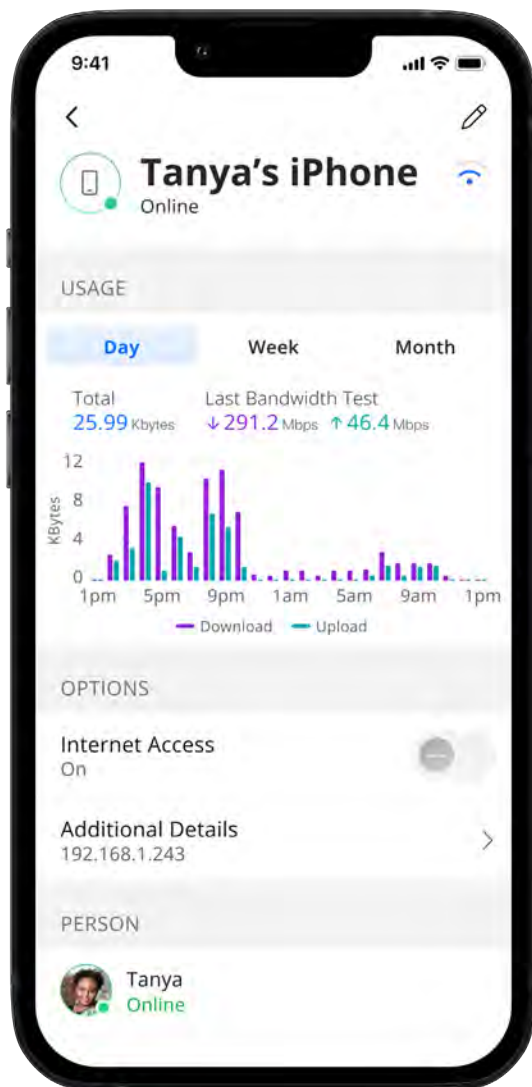 9:41
Tanya's iPhone
Online
USAGE
Day Week Month
Total Last Bandwidth Test
25.99 Kbytes ↓291.2 Mbps ↑46.4 Mbps
12
8
4
0
KBytes
1pm 5pm 9pm 1am 5am 9am 1pm
Download Upload
OPTIONS
Internet Access
On
Additional Details
192.168.1.243
PERSON
Tanya
Online